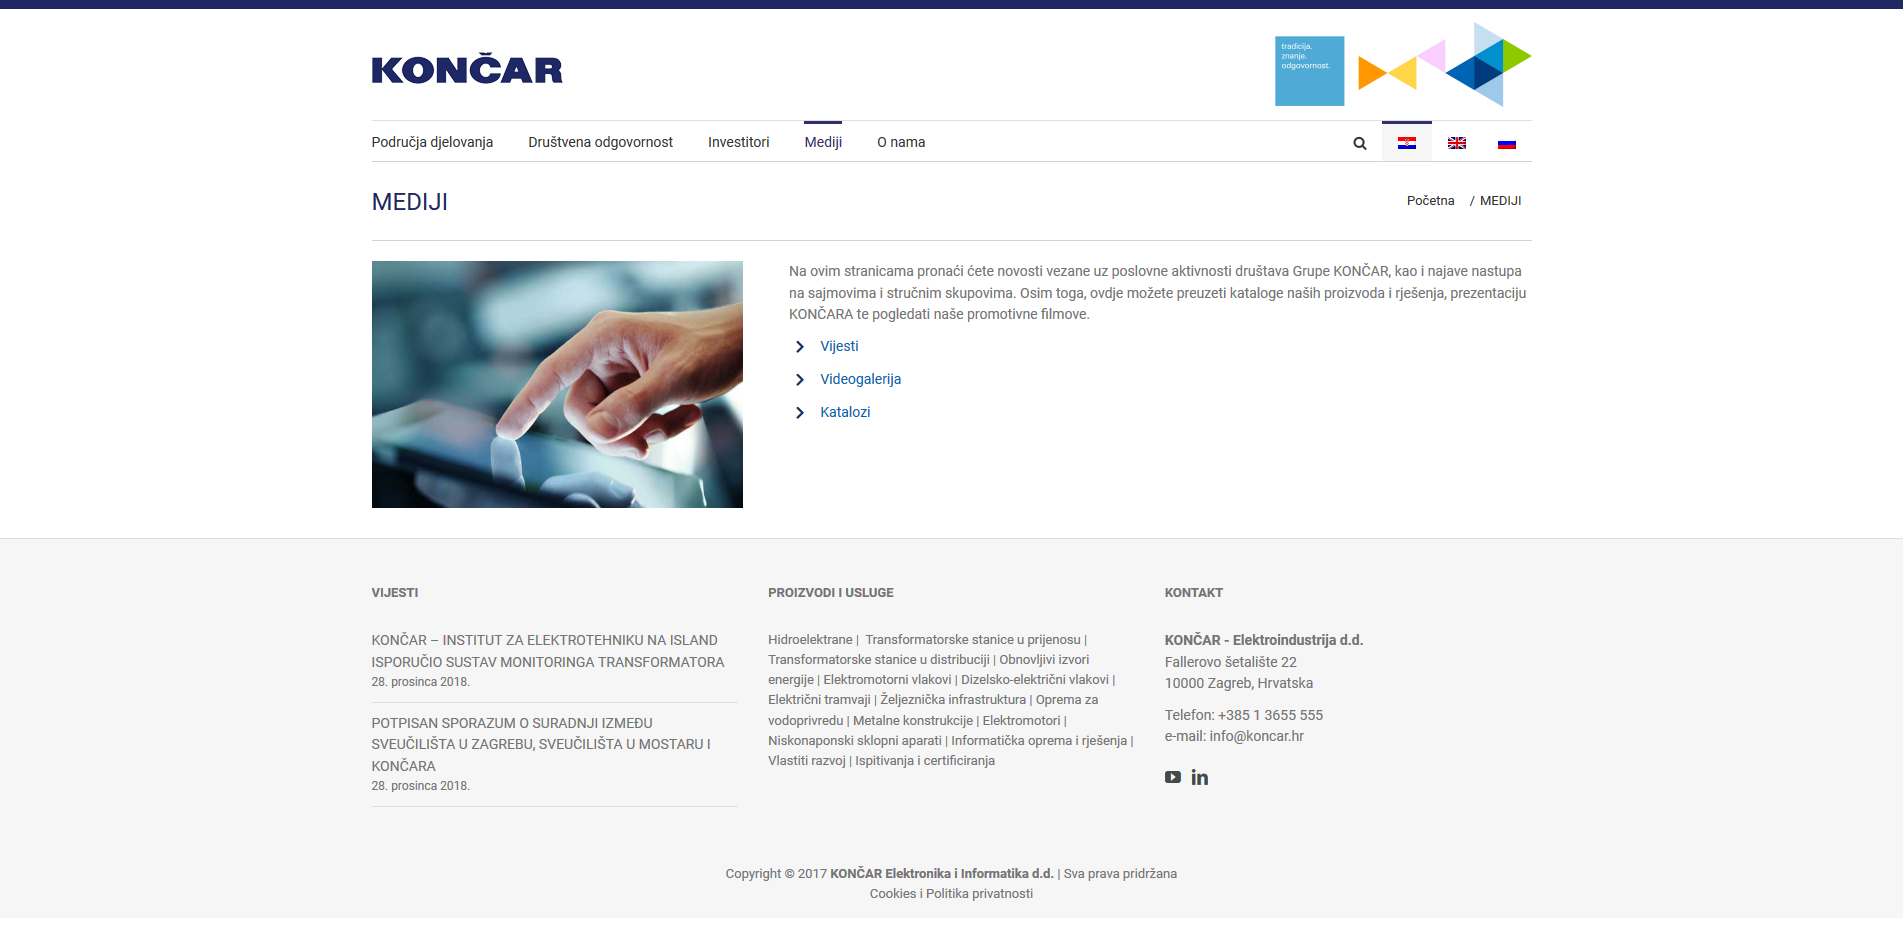 KONČAR
tradicija.
znanje.
odgovornost.
Područja djelovanja
Društvena odgovornost
Investitori
Mediji
O nama
MEDIJI
Početna / MEDIJI
Na ovim stranicama pronaći ćete novosti vezane uz poslovne aktivnosti društava Grupe KONČAR, kao i najave nastupa
na sajmovima i stručnim skupovima. Osim toga, ovdje možete preuzeti kataloge naših proizvoda i rješenja, prezentaciju
KONČARA te pogledati naše promotivne filmove.
Vijesti
Videogalerija
Katalozi
VIJESTI
KONČAR – INSTITUT ZA ELEKTROTEHNIKU NA ISLAND
ISPORUČIO SUSTAV MONITORINGA TRANSFORMATORA
28. prosinca 2018.
POTPISAN SPORAZUM O SURADNJI IZMEĐU
SVEUČILIŠTA U ZAGREBU, SVEUČILIŠTA U MOSTARU I
KONČARA
28. prosinca 2018.
PROIZVODI I USLUGE
Hidroelektrane | Transformatorske stanice u prijenosu |
Transformatorske stanice u distribuciji | Obnovljivi izvori
energije | Elektromotorni vlakovi | Dizelsko-električni vlakovi |
Električni tramvaji | Željeznička infrastruktura | Oprema za
vodoprivredu | Metalne konstrukcije | Elektromotori |
Niskonaponski sklopni aparati | Informatička oprema i rješenja |
Vlastiti razvoj | Ispitivanja i certificiranja
KONTAKT
KONČAR - Elektroindustrija d.d.
Fallerovo šetalište 22
10000 Zagreb, Hrvatska
Telefon: +385 1 3655 555
e-mail: info@koncar.hr
Copyright © 2017 KONČAR Elektronika i Informatika d.d. | Sva prava pridržana
Cookies i Politika privatnosti